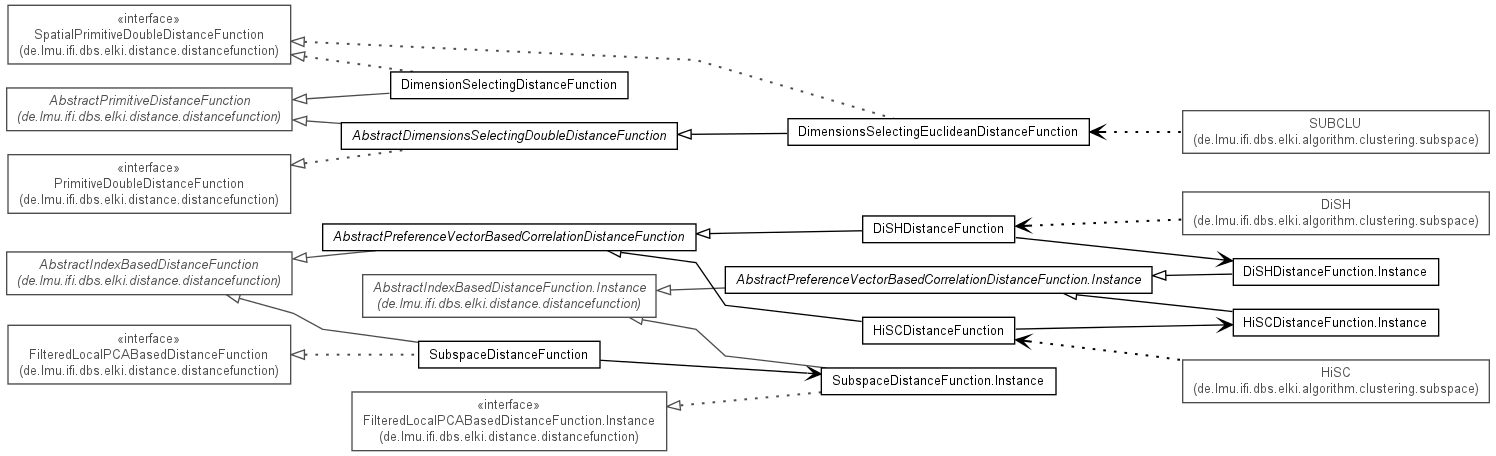 «interface»
SpatialPrimitiveDoubleDistanceFunction
(de.lmu.ifi.dbs.elki.distance.distancefunction)
DimensionSelectingDistanceFunction
AbstractPrimitiveDistanceFunction
(de.lmu.ifi.dbs.elki.distance.distancefunction)
AbstractDimensionsSelectingDoubleDistanceFunction
DimensionsSelectingEuclideanDistanceFunction
SUBCLU
(de.lmu.ifi.dbs.elki.algorithm.clustering.subspace)
«interface»
PrimitiveDoubleDistanceFunction
(de.lmu.ifi.dbs.elki.distance.distancefunction)
DiSH
(de.lmu.ifi.dbs.elki.algorithm.clustering.subspace)
AbstractPreferenceVectorBasedCorrelationDistanceFunction
DiSHDistanceFunction
AbstractIndexBasedDistanceFunction
(de.lmu.ifi.dbs.elki.distance.distancefunction)
AbstractIndexBasedDistanceFunction.Instance
(de.lmu.ifi.dbs.elki.distance.distancefunction)
AbstractPreferenceVectorBasedCorrelationDistanceFunction.Instance
DiSHDistanceFunction.Instance
HiSCDistanceFunction
HiSCDistanceFunction.Instance
«interface»
FilteredLocalPCABasedDistanceFunction
(de.lmu.ifi.dbs.elki.distance.distancefunction)
SubspaceDistanceFunction
SubspaceDistanceFunction.Instance
HiSC
(de.lmu.ifi.dbs.elki.algorithm.clustering.subspace)
«interface»
FilteredLocalPCABasedDistanceFunction.Instance
(de.lmu.ifi.dbs.elki.distance.distancefunction)